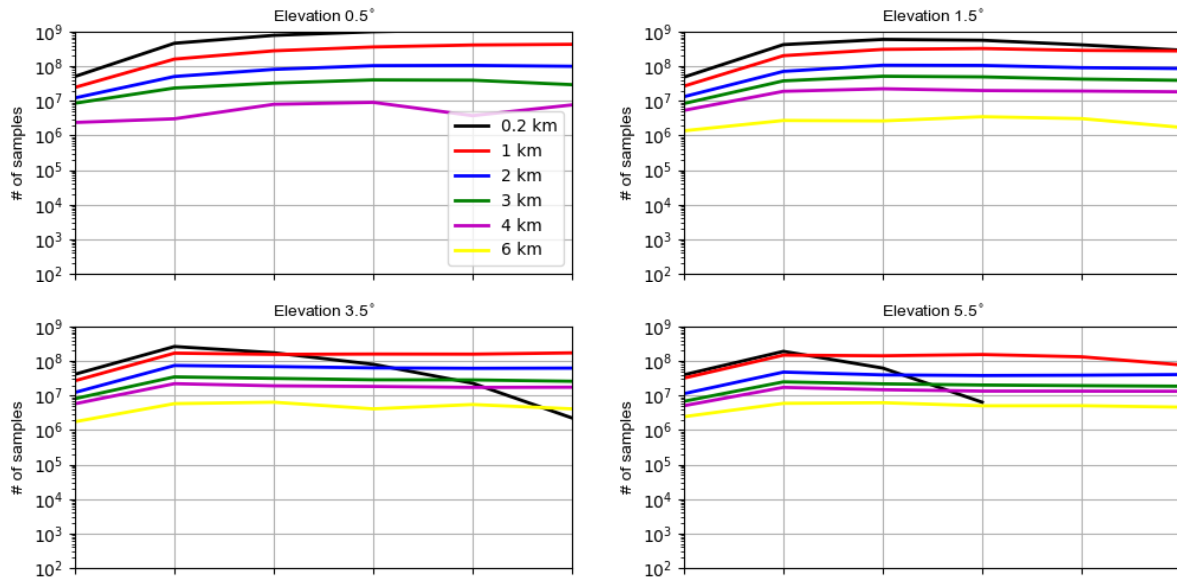 Elevation 0.5°
# of samples
10⁹
10⁸
10⁷
10⁶
10⁵
10⁴
10³
10²
0.2 km
1 km
2 km
3 km
4 km
6 km
Elevation 1.5°
# of samples
10⁹
10⁸
10⁷
10⁶
10⁵
10⁴
10³
10²
Elevation 3.5°
# of samples
10⁹
10⁸
10⁷
10⁶
10⁵
10⁴
10³
10²
Elevation 5.5°
# of samples
10⁹
10⁸
10⁷
10⁶
10⁵
10⁴
10³
10²